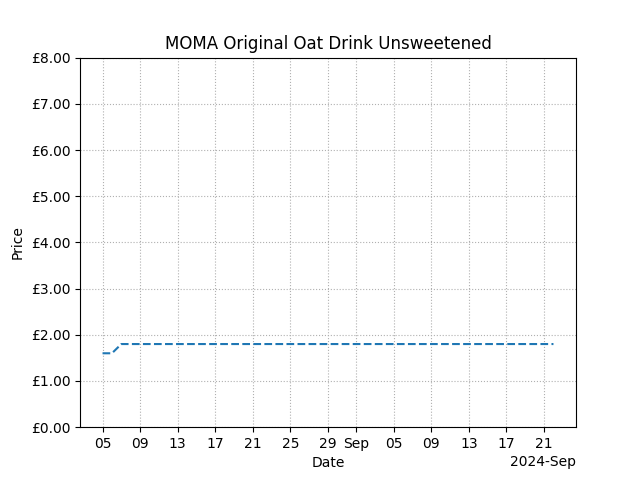 MOMA Original Oat Drink Unsweetened
£8.00
£7.00
£6.00
£5.00
£4.00
£3.00
£2.00
£1.00
£0.00
Price
05 09 13 17 21 25 29 Sep 05 09 13 17 21
Date
2024-Sep